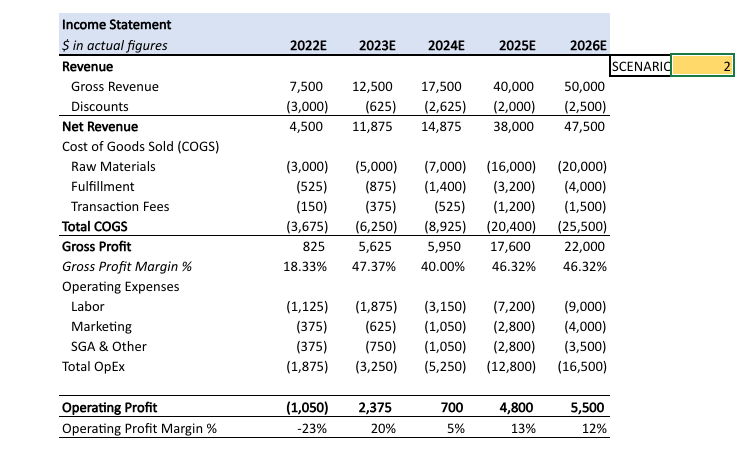 Income Statement
$ in actual figures 2022E 2023E 2024E 2025E 2026E
Revenue SCENARIO 2
Gross Revenue 7,500 12,500 17,500 40,000 50,000
Discounts (3,000) (625) (2,625) (2,000) (2,500)
Net Revenue 4,500 11,875 14,875 38,000 47,500
Cost of Goods Sold (COGS)
Raw Materials (3,000) (5,000) (7,000) (16,000) (20,000)
Fulfillment (525) (875) (1,400) (3,200) (4,000)
Transaction Fees (150) (375) (525) (1,200) (1,500)
Total COGS (3,675) (6,250) (8,925) (20,400) (25,500)
Gross Profit 825 5,625 5,950 17,600 22,000
Gross Profit Margin % 18.33% 47.37% 40.00% 46.32% 46.32%
Operating Expenses
Labor (1,125) (1,875) (3,150) (7,200) (9,000)
Marketing (375) (625) (1,050) (2,800) (4,000)
SGA & Other (375) (750) (1,050) (2,800) (3,500)
Total OpEx (1,875) (3,250) (5,250) (12,800) (16,500)
Operating Profit (1,050) 2,375 700 4,800 5,500
Operating Profit Margin % -23% 20% 5% 13% 12%